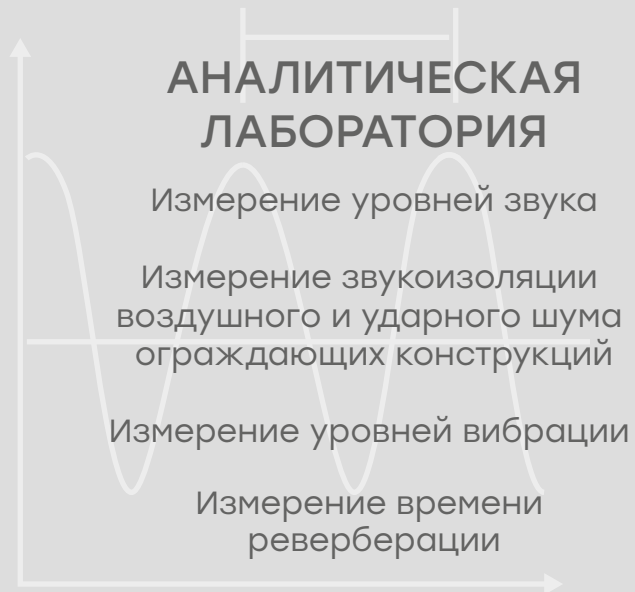 АНАЛИТИЧЕСКАЯ
ЛАБОРАТОРИЯ
Измерение уровней звука
Измерение звукоизоляции
воздушного и ударного шума
ограждающих конструкций
Измерение уровней вибрации
Измерение времени
реверберации